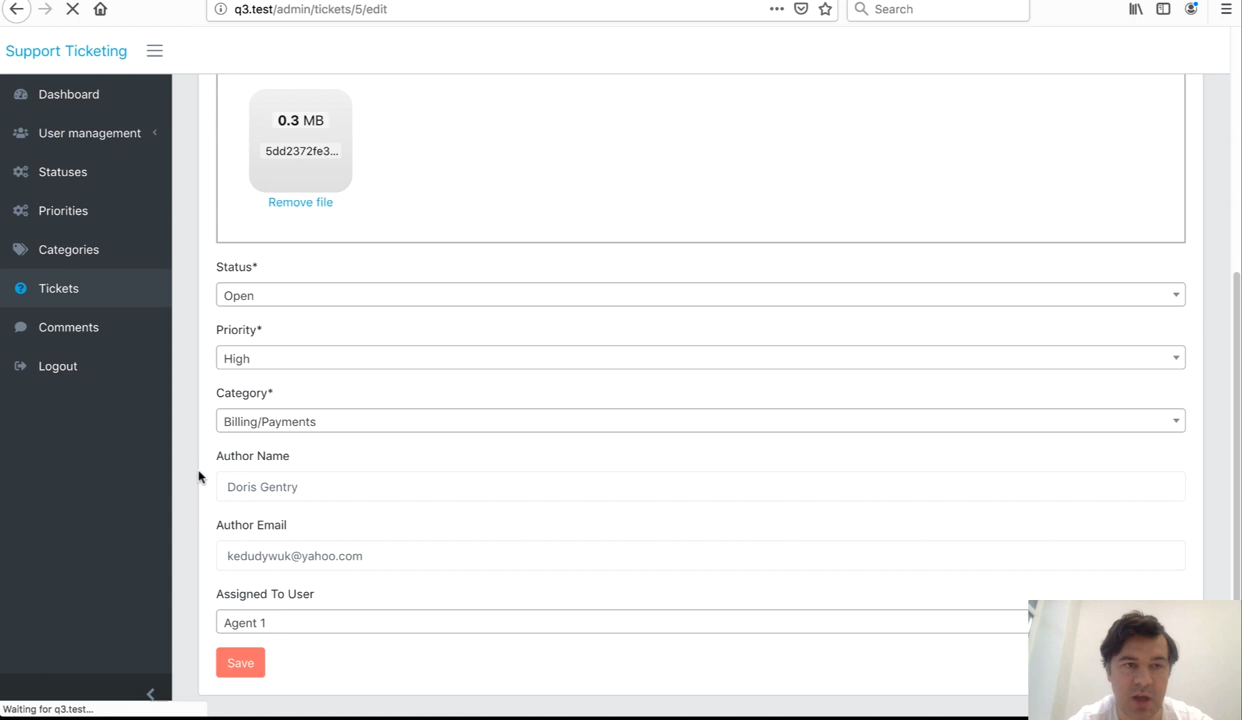 q3.test/admin/tickets/5/edit
Search
Support Ticketing
Dashboard
User management
Statuses
Priorities
Categories
Tickets
Comments
Logout
0.3 MB
5dd2372fe3...
Remove file
Status*
Open
Priority*
High
Category*
Billing/Payments
Author Name
Doris Gentry
Author Email
kedudywuk@yahoo.com
Assigned To User
Agent 1
Save
Waiting for q3.test...